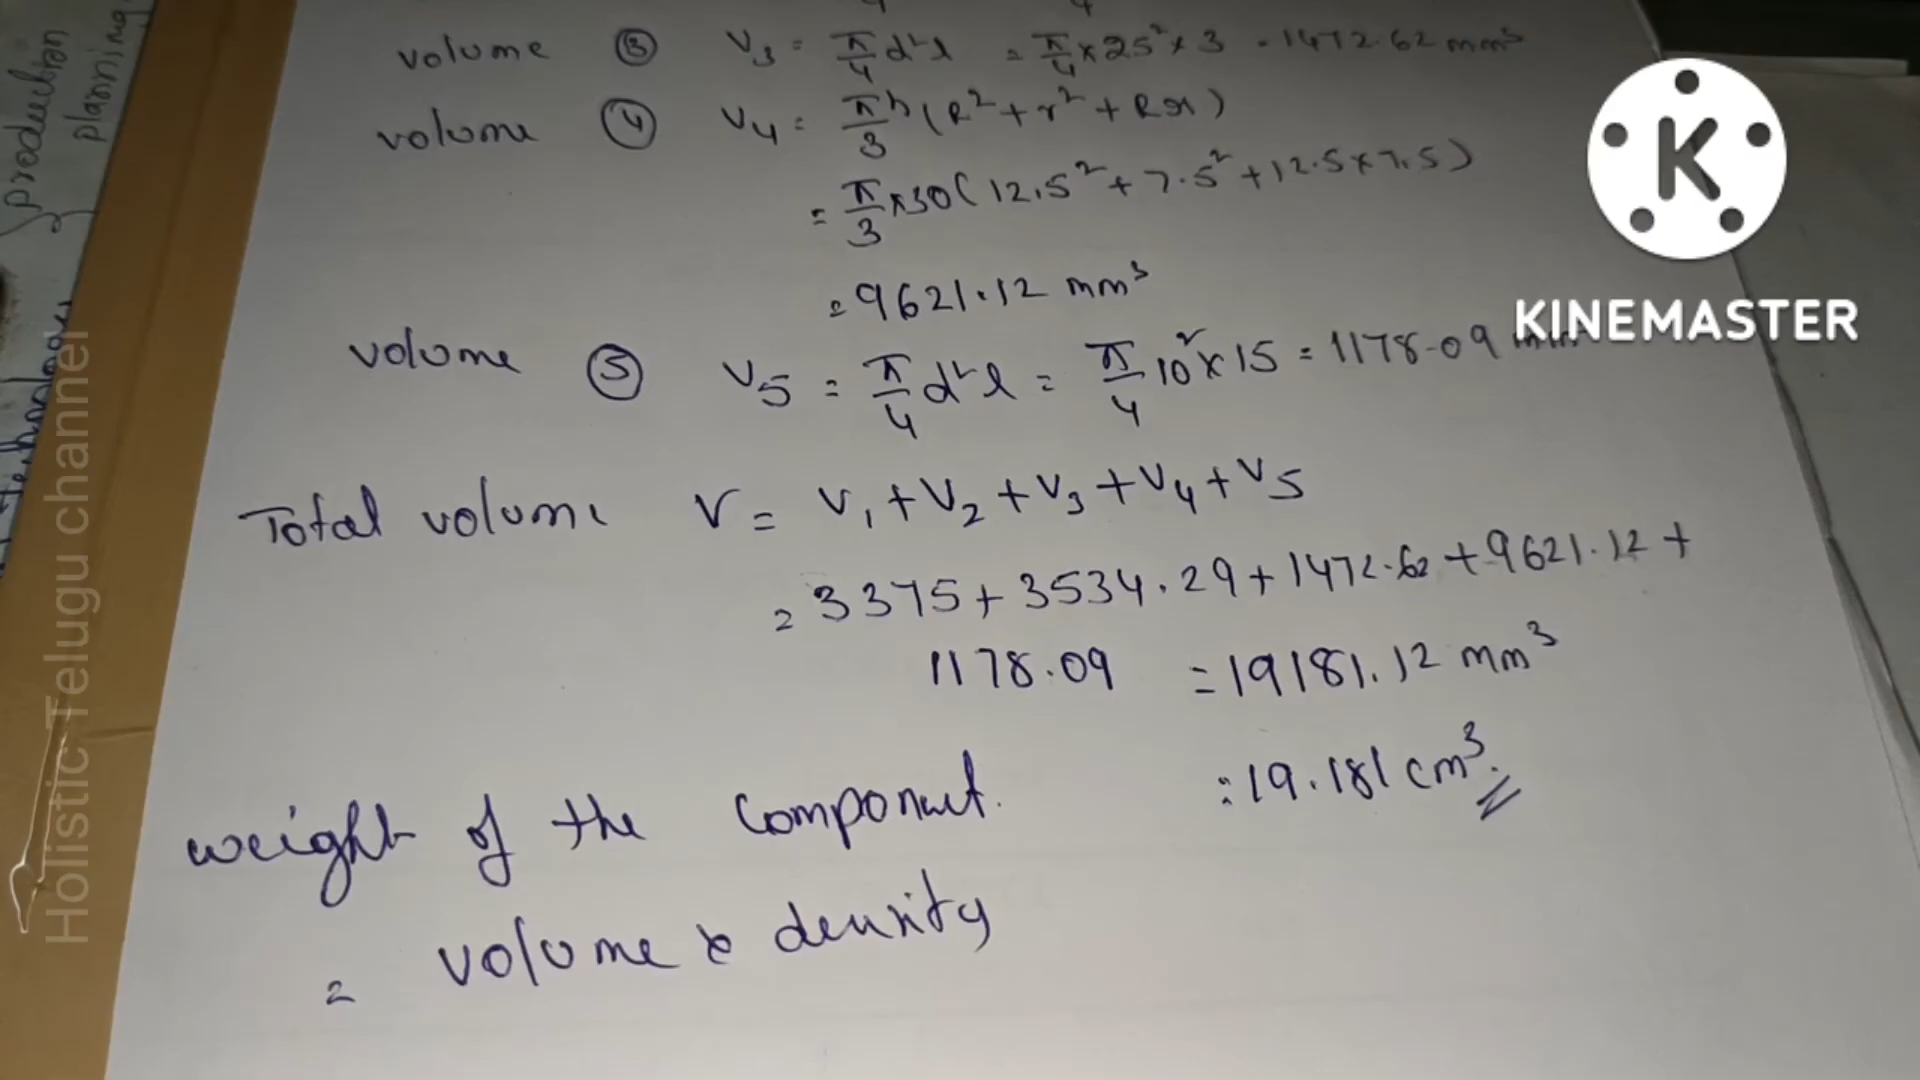 production
planning
volume ③ V3 = π/4 d²l = π/4 × 25² × 3 = 1472.62 mm³
volume ④ V4 = πh/3 (R² + r² + Rr)
= π/3 × 30 (12.5² + 7.5² + 12.5 × 7.5)
= 9621.12 mm³
volume ⑤ V5 = π/4 d²l = π/4 10² × 15 = 1178.09 mm
Total volume V = V1 + V2 + V3 + V4 + V5
= 3375 + 3534.29 + 1472.62 + 9621.12 +
1178.09 = 19181.12 mm³
= 19.181 cm³.
weight of the component.
= volume × density
K
KINEMASTER
Holistic Telugu channel